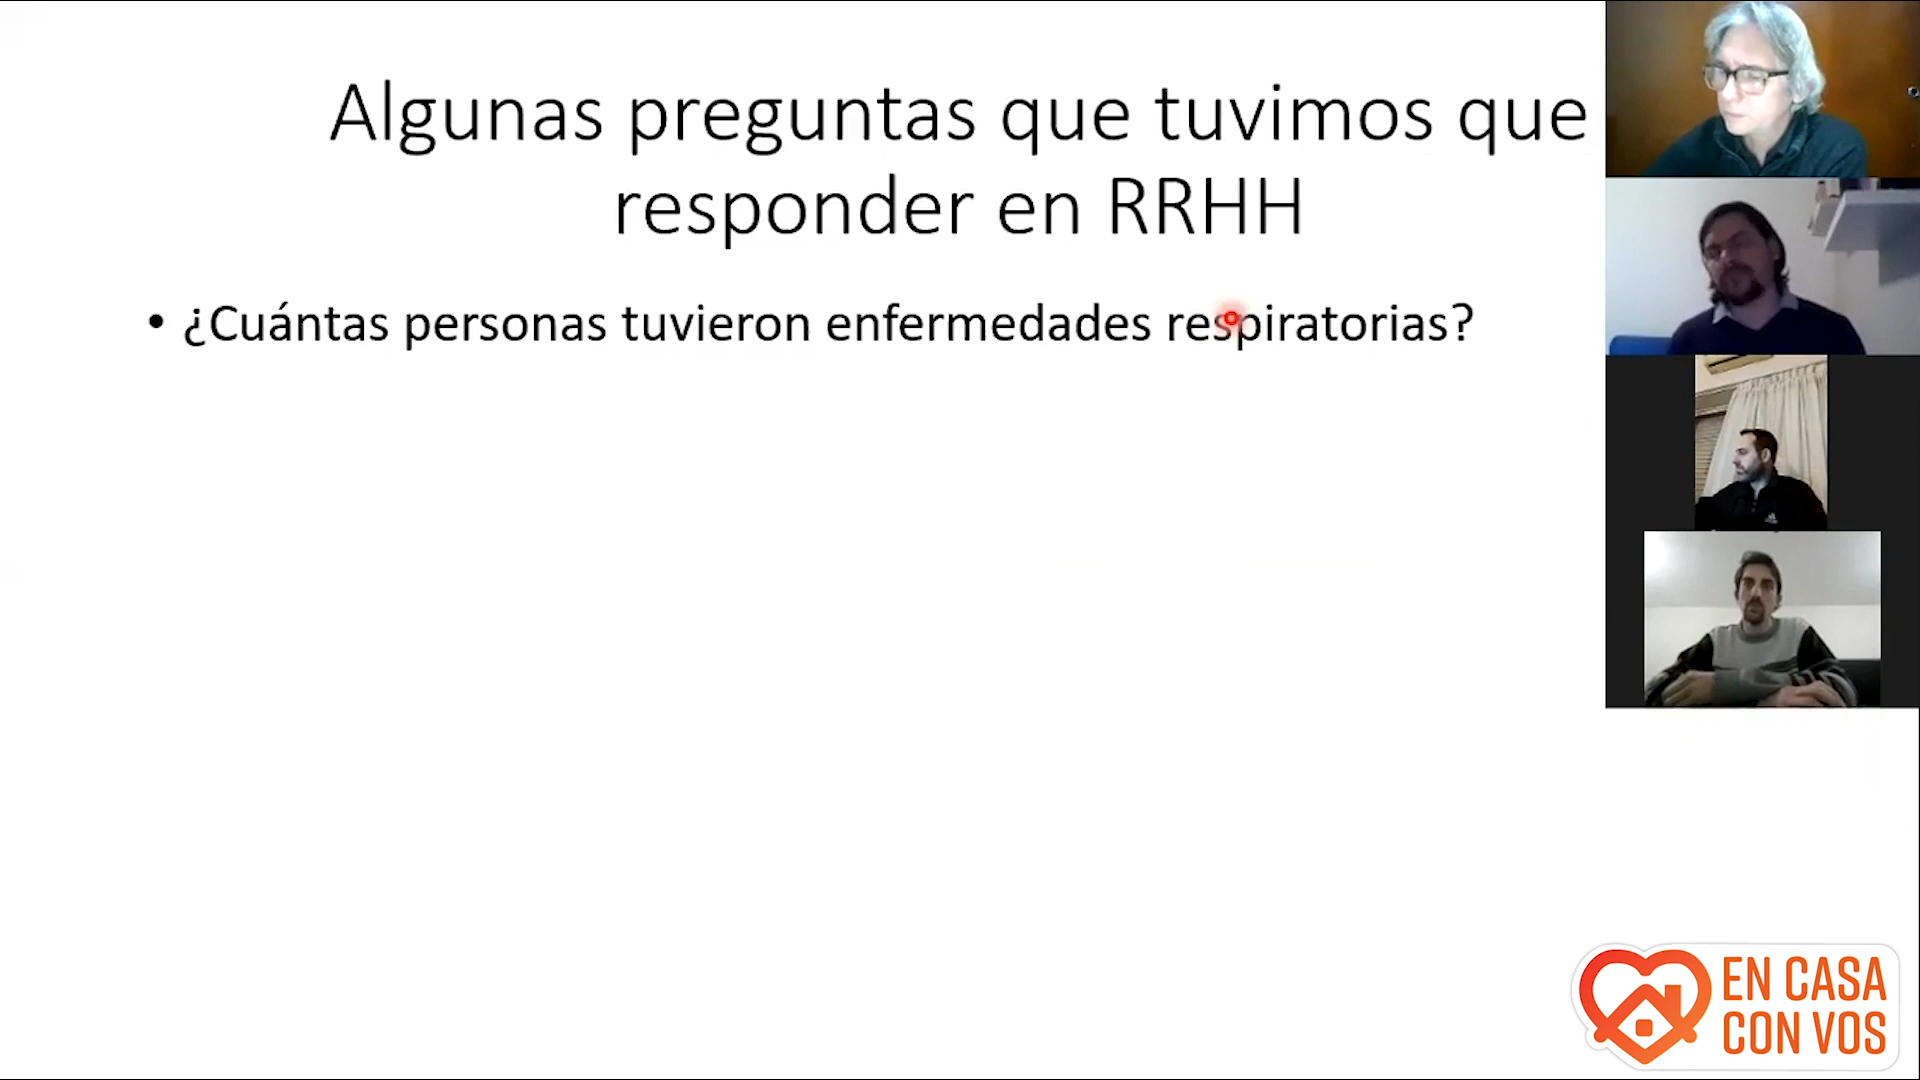 Algunas preguntas que tuvimos que
responder en RRHH
• ¿Cuántas personas tuvieron enfermedades respiratorias?
EN CASA
CON VOS